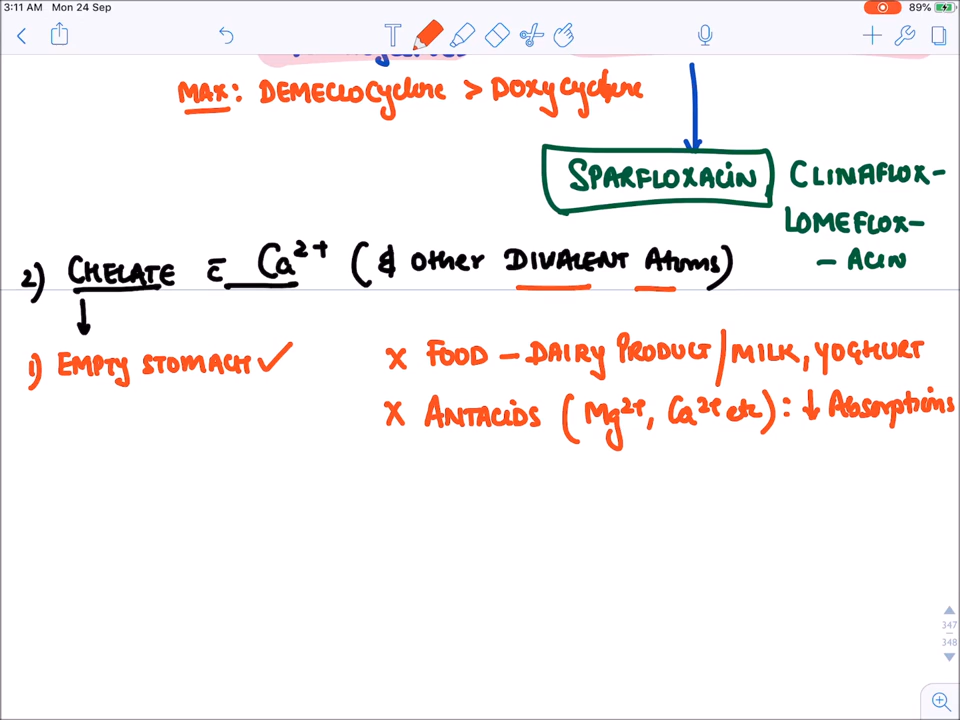 3:11 AM Mon 24 Sep
89%
T
MAX: DEMECLOCycline > DOXYCYcline
SPARFLOXACIN
CLINAFLOX-
LOMEFLOX-
- ACIN
2) CHELATE c̄ Ca²⁺ (& Other DIVALENT Atoms)
1) EMPTY STOMACH ✓
X FOOD - DAIRY PRODUCT / MILK, YOGHURT
X ANTACIDS (Mg²⁺, Ca²⁺ etc) : ↓ Absorptions
347
348